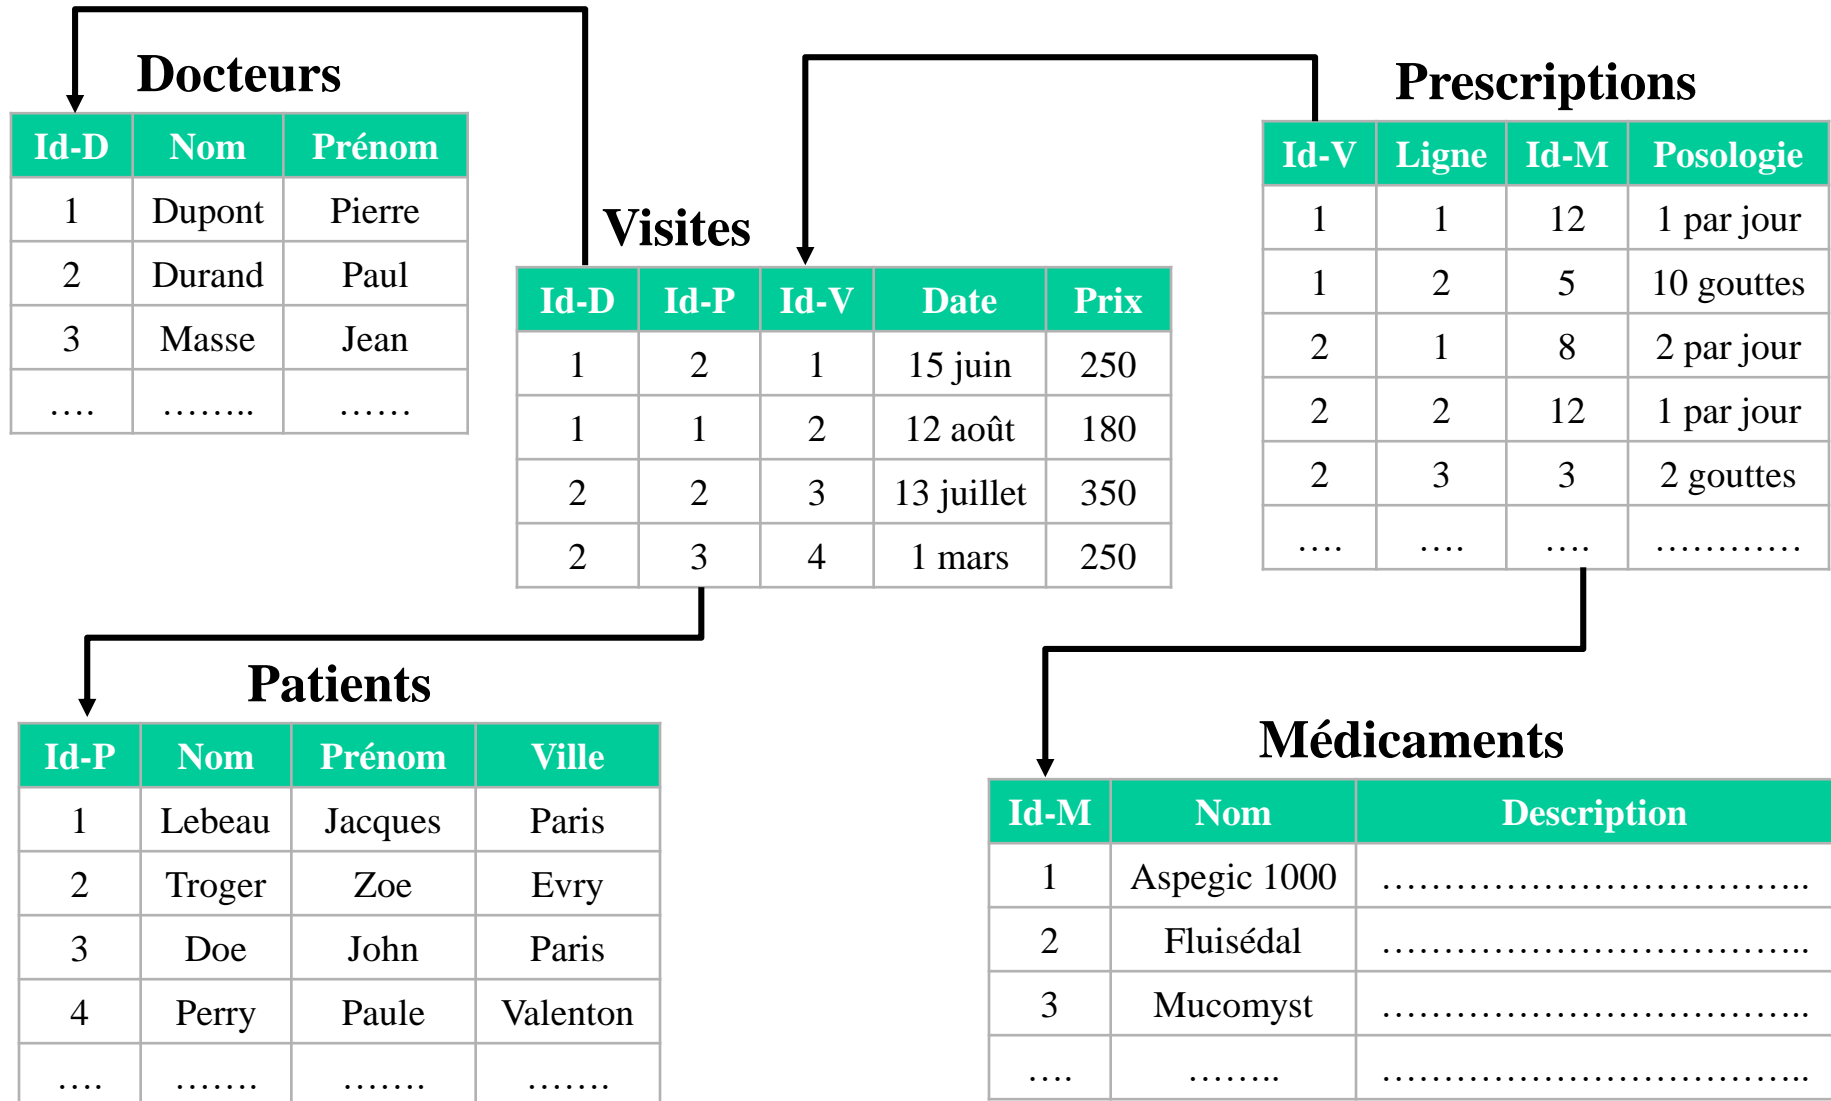 Docteurs
Id-D Nom Prénom
1 Dupont Pierre
2 Durand Paul
3 Masse Jean
…. …….. ……
Visites
Id-D Id-P Id-V Date Prix
1 2 1 15 juin 250
1 1 2 12 août 180
2 2 3 13 juillet 350
2 3 4 1 mars 250
Prescriptions
Id-V Ligne Id-M Posologie
1 1 12 1 par jour
1 2 5 10 gouttes
2 1 8 2 par jour
2 2 12 1 par jour
2 3 3 2 gouttes
…. …. …. …………
Patients
Id-P Nom Prénom Ville
1 Lebeau Jacques Paris
2 Troger Zoe Evry
3 Doe John Paris
4 Perry Paule Valenton
…. ……. ……. …….
Médicaments
Id-M Nom Description
1 Aspegic 1000 ……………………………..
2 Fluisédal ……………………………..
3 Mucomyst ……………………………..
…. …….. ……………………………..